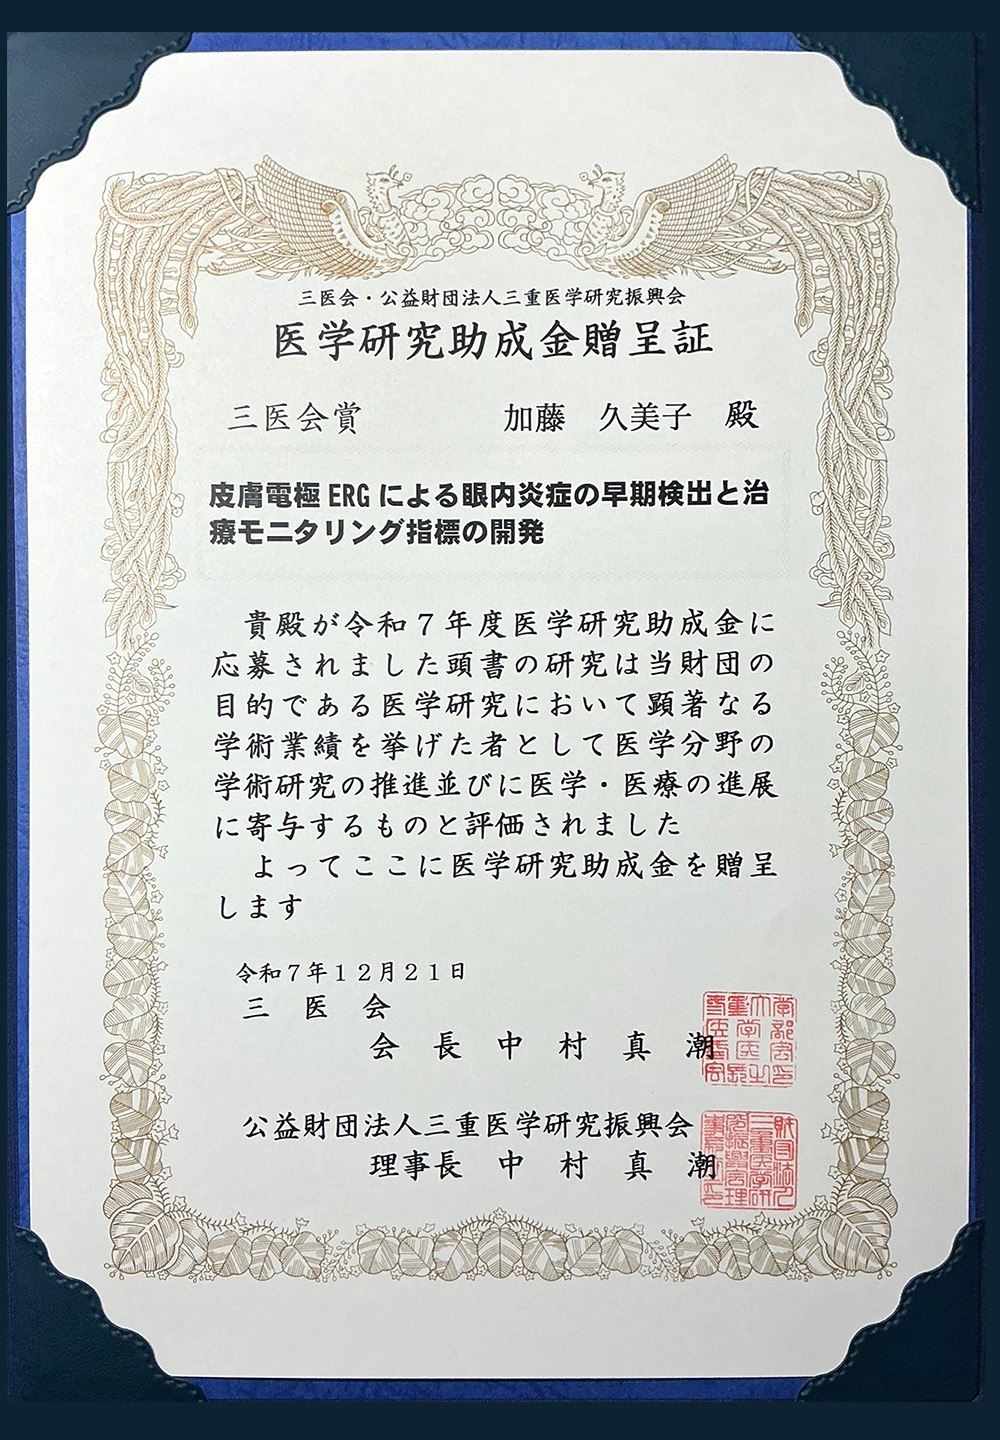 三医会・公益財団法人三重医学研究振興会
医学研究助成金贈呈証
三医会賞　加藤　久美子　殿
皮膚電極ERGによる眼内炎症の早期検出と治
療モニタリング指標の開発
貴殿が令和７年度医学研究助成金に
応募されました頭書の研究は当財団の
目的である医学研究において顕著なる
学術業績を挙げた者として医学分野の
学術研究の推進並びに医学・医療の進展
に寄与するものと評価されました
よってここに医学研究助成金を贈呈
します
令和７年１２月２１日
三　医　会
会　長　中　村　真　潮
公益財団法人三重医学研究振興会
理事長　中　村　真　潮